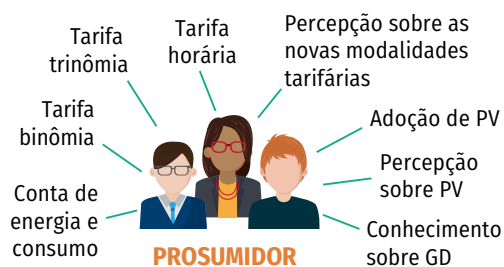 Tarifa
trinômia
Tarifa
horária
Percepção sobre as
novas modalidades
tarifárias
Tarifa
binômia
Adoção de PV
Percepção
sobre PV
Conta de
energia e
consumo
Conhecimento
sobre GD
PROSUMIDOR